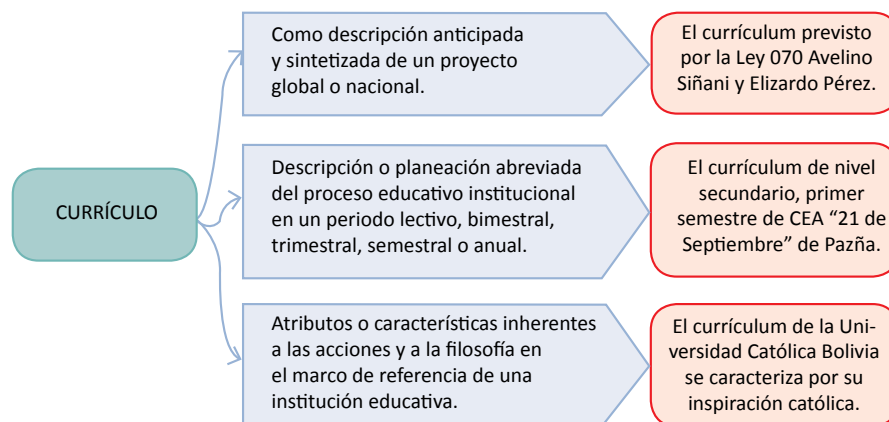 CURRÍCULO
Como descripción anticipada
y sintetizada de un proyecto
global o nacional.
El currículum previsto
por la Ley 070 Avelino
Siñani y Elizardo Pérez.
Descripción o planeación abreviada
del proceso educativo institucional
en un periodo lectivo, bimestral,
trimestral, semestral o anual.
El currículum de nivel
secundario, primer
semestre de CEA “21 de
Septiembre” de Pazña.
Atributos o características inherentes
a las acciones y a la filosofía en
el marco de referencia de una
institución educativa.
El currículum de la Uni-
versidad Católica Bolivia
se caracteriza por su
inspiración católica.